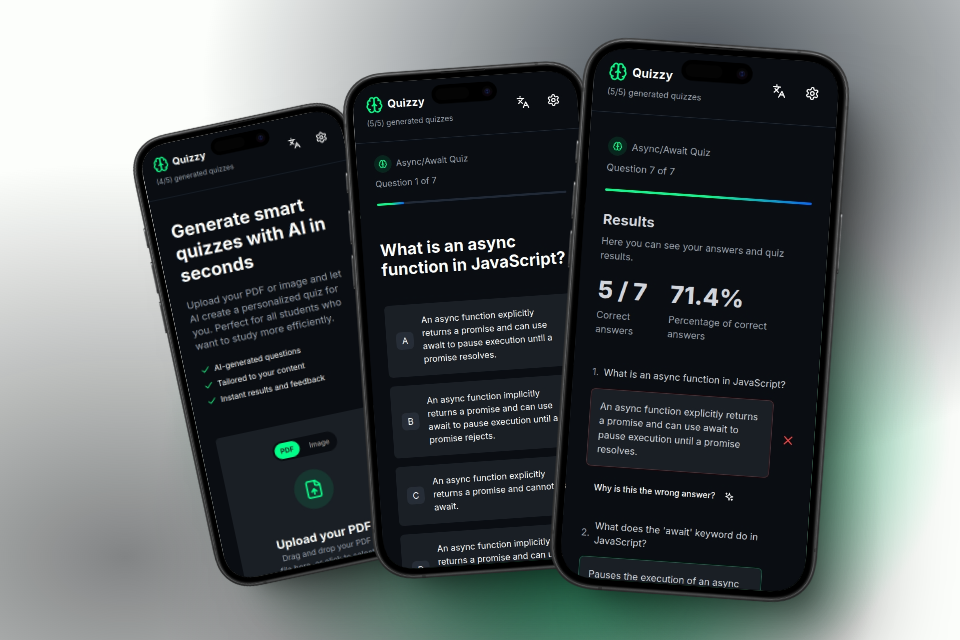 Quizzy
(4/5) generated quizzes
Generate smart
quizzes with AI in
seconds
Upload your PDF or image and let
AI create a personalized quiz for
you. Perfect for all students who
want to study more efficiently.
AI-generated questions
Tailored to your content
Instant results and feedback
PDF Image
Upload your PDF
Drag and drop your PDF
Quizzy
(5/5) generated quizzes
Async/Await Quiz
Question 1 of 7
What is an async
function in JavaScript?
A
An async function explicitly
returns a promise and can use
await to pause execution until a
promise resolves.
B
An async function implicitly
returns a promise and can use
await to pause execution until a
promise rejects.
C
An async function explicitly
returns a promise and cannot
await.
An async function implicitly
returns a promise and can
Quizzy
(5/5) generated quizzes
Async/Await Quiz
Question 7 of 7
Results
Here you can see your answers and quiz
results.
5 / 7
Correct
answers
71.4%
Percentage of correct
answers
1. What is an async function in JavaScript?
An async function explicitly returns
a promise and can use await to
pause execution until a promise
resolves.
Why is this the wrong answer?
2. What does the 'await' keyword do in
JavaScript?
Pauses the execution of an async